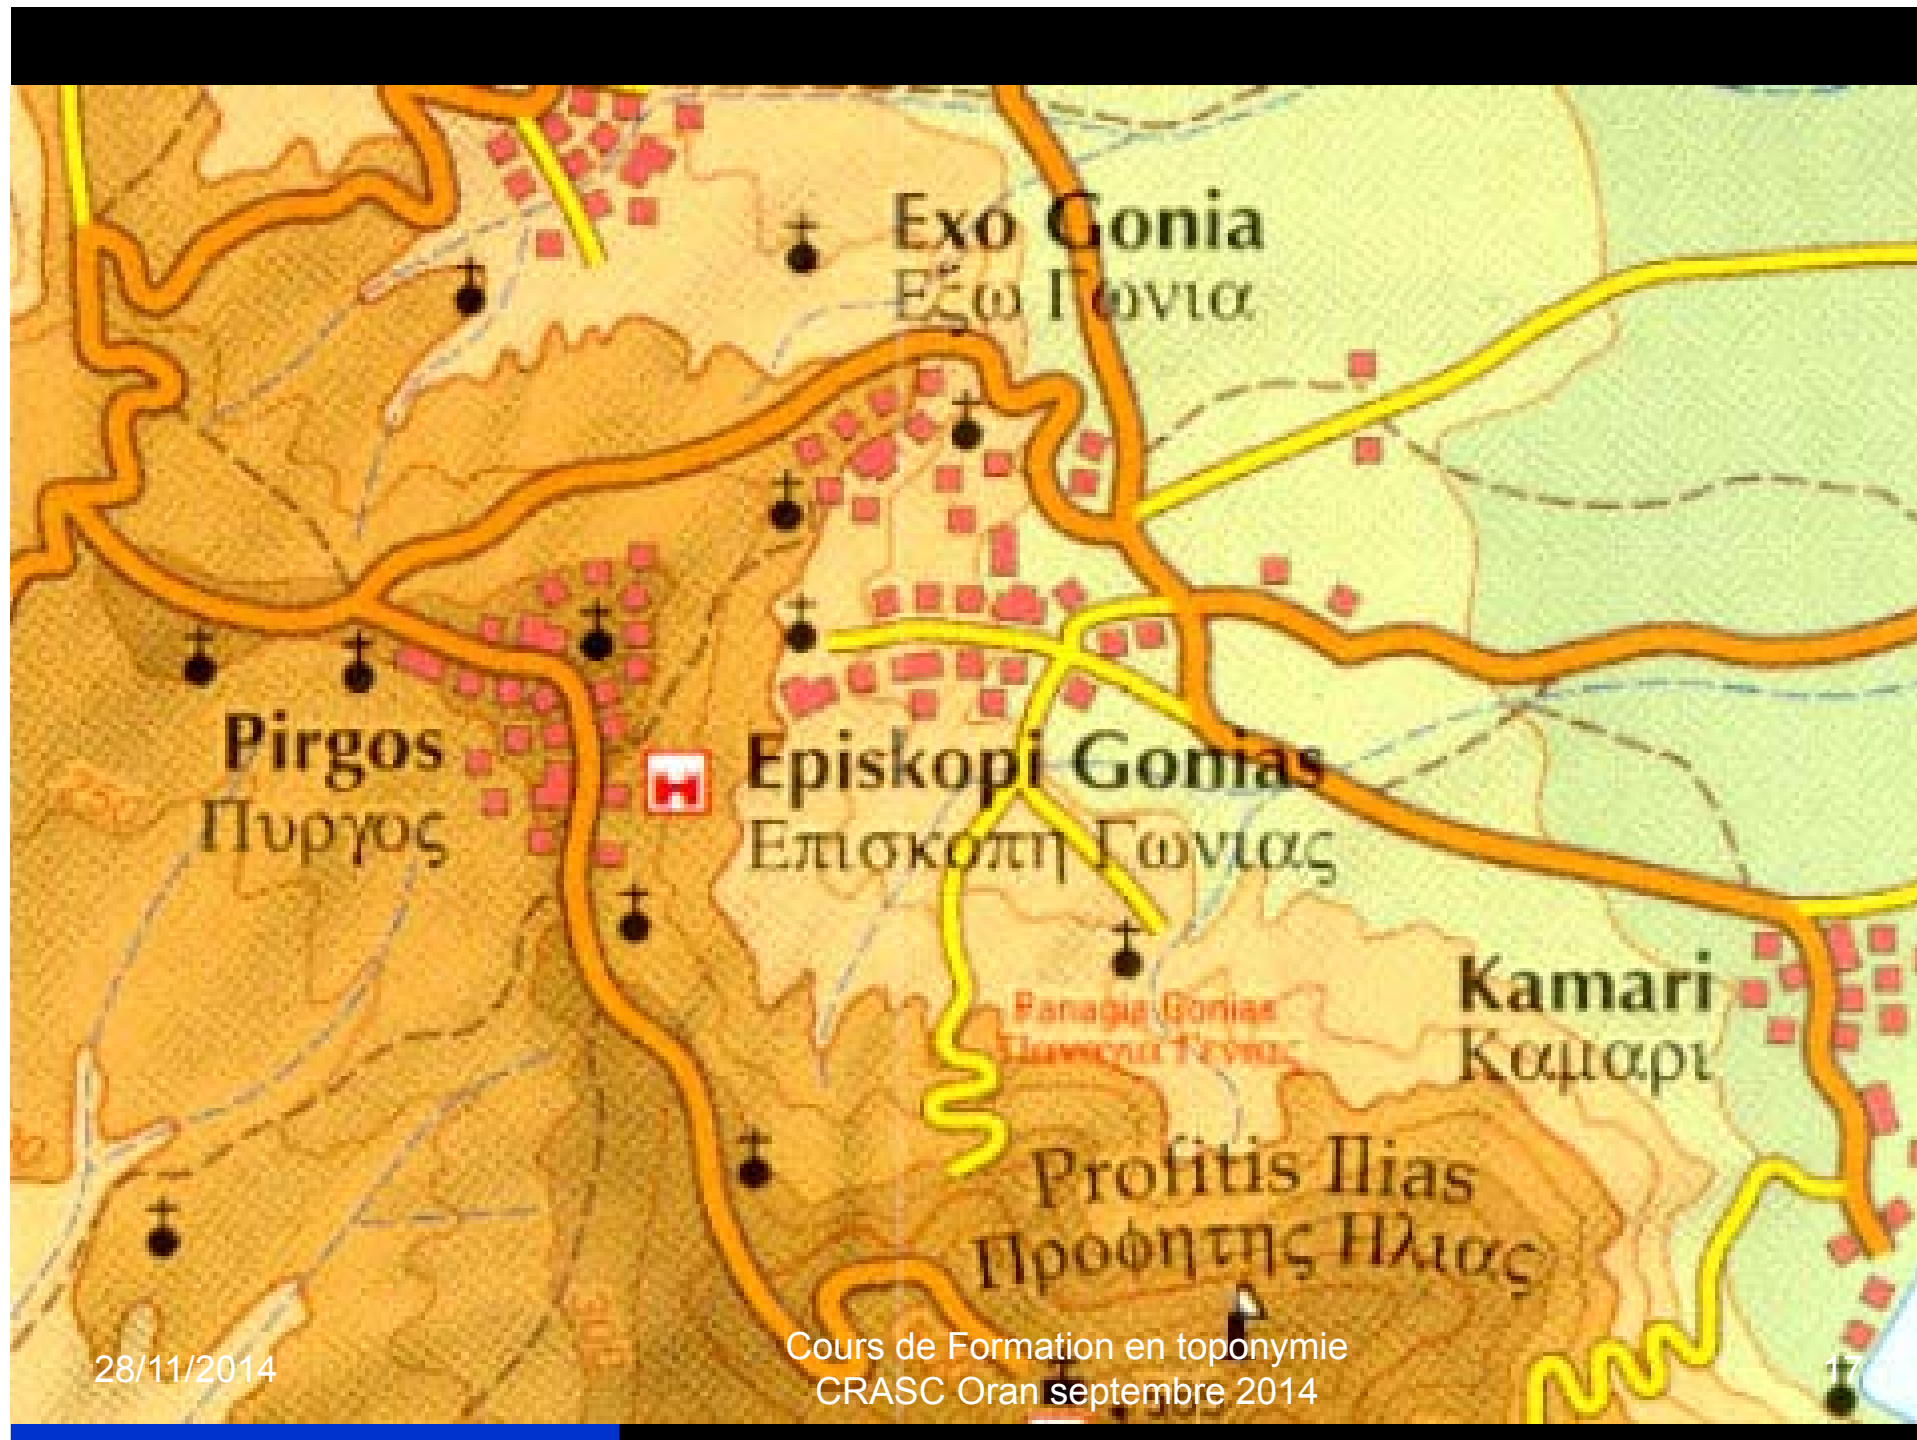 Exo Gonia
Εξω Γωνια
Pirgos
Πυργος
Episkopi Gonias
Επισκοπη Γωνιας
Panagia Gonias
Kamari
Καμαρι
Profitis Ilias
Προφητης Ηλιας
28/11/2014
Cours de Formation en toponymie
CRASC Oran septembre 2014
17